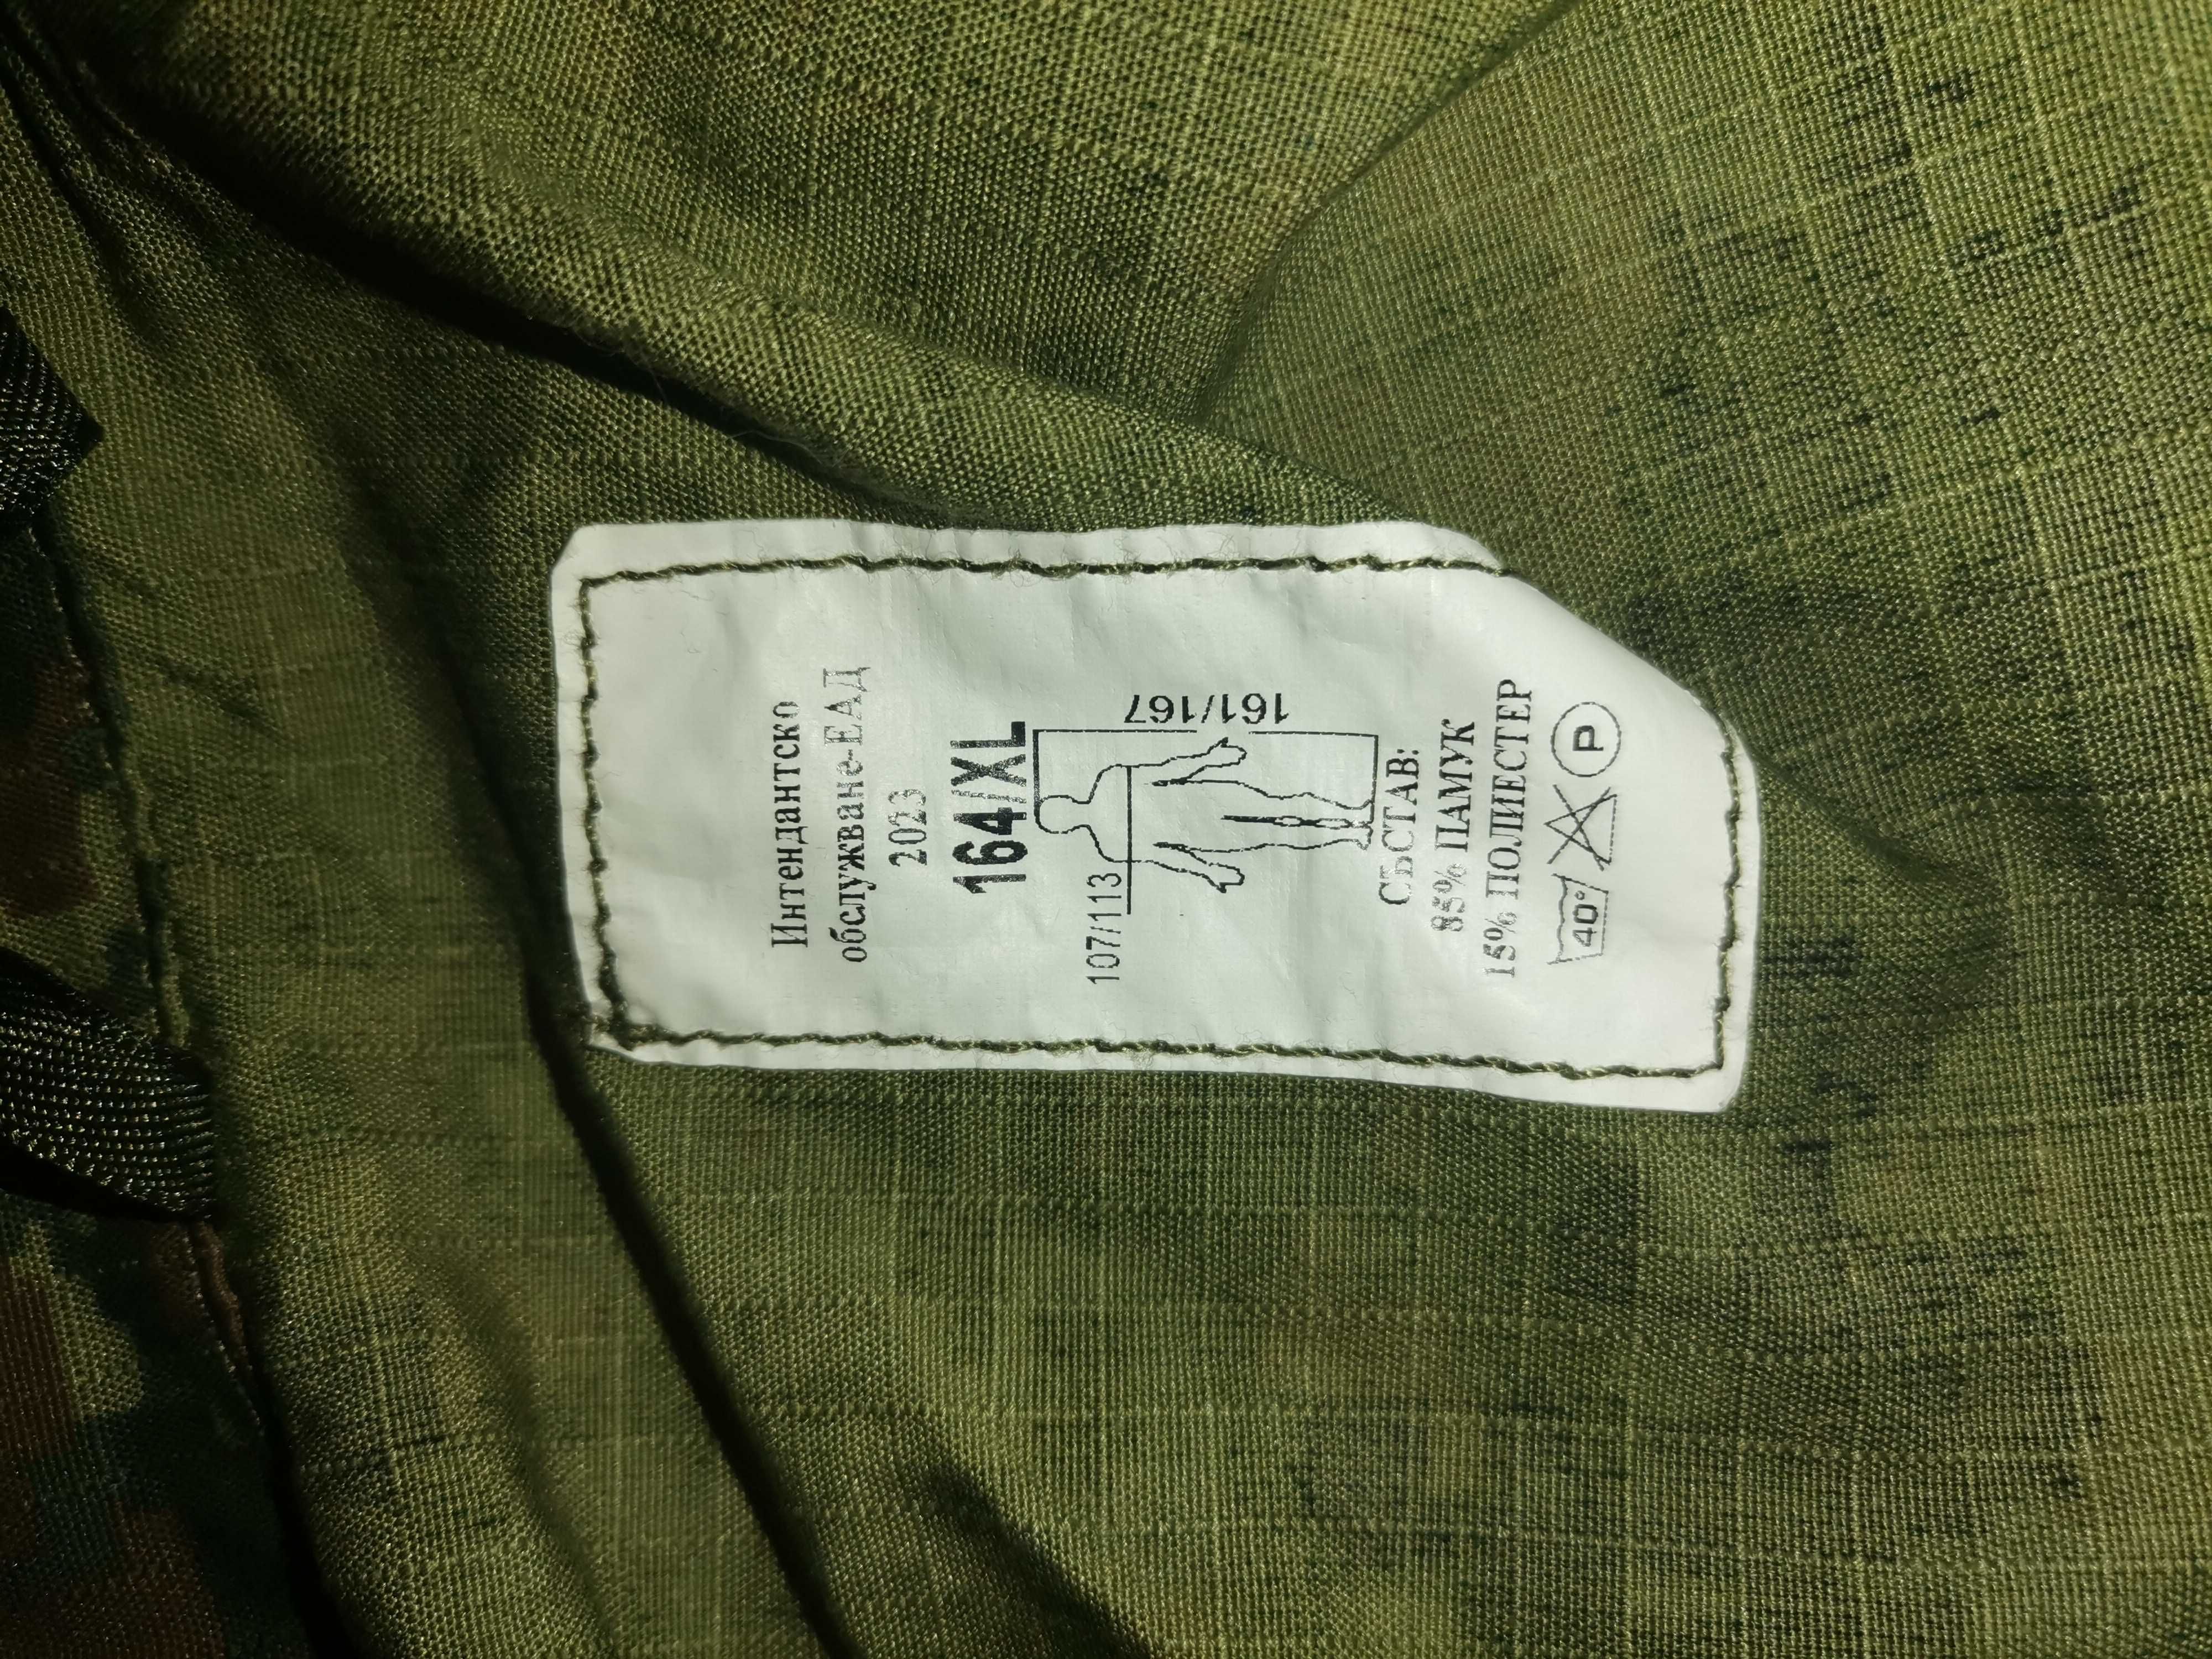 Интендантско
обслужване-ЕАД
2023
164/XL
161/167
107/113
СЪСТАВ:
85% ПАМУК
15% ПОЛИЕСТЕР
40° P